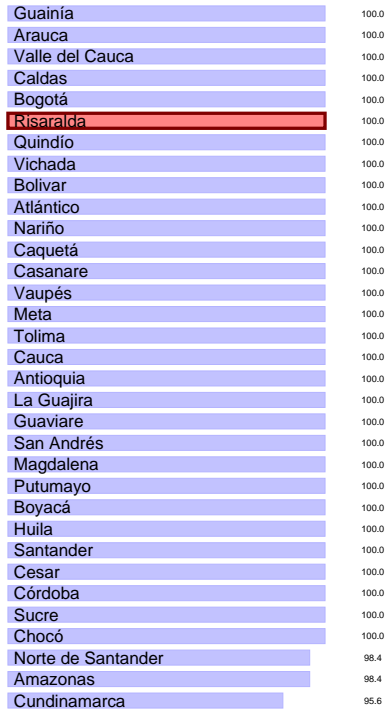 Guainía 100.0
Arauca 100.0
Valle del Cauca 100.0
Caldas 100.0
Bogotá 100.0
Risaralda 100.0
Quindío 100.0
Vichada 100.0
Bolivar 100.0
Atlántico 100.0
Nariño 100.0
Caquetá 100.0
Casanare 100.0
Vaupés 100.0
Meta 100.0
Tolima 100.0
Cauca 100.0
Antioquia 100.0
La Guajira 100.0
Guaviare 100.0
San Andrés 100.0
Magdalena 100.0
Putumayo 100.0
Boyacá 100.0
Huila 100.0
Santander 100.0
Cesar 100.0
Córdoba 100.0
Sucre 100.0
Chocó 100.0
Norte de Santander 98.4
Amazonas 98.4
Cundinamarca 95.6